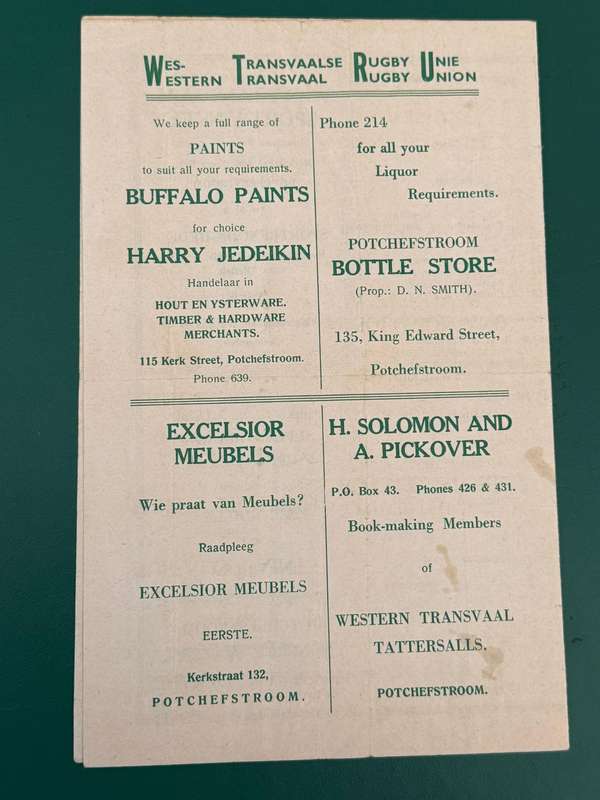 WES- TRANSVAALSE RUGBY UNIE
WESTERN TRANSVAAL RUGBY UNION
We keep a full range of
PAINTS
to suit all your requirements.
BUFFALO PAINTS
for choice
HARRY JEDEIKIN
Handelaar in
HOUT EN YSTERWARE.
TIMBER & HARDWARE
MERCHANTS.
115 Kerk Street, Potchefstroom.
Phone 639.
Phone 214
for all your
Liquor
Requirements.
POTCHEFSTROOM
BOTTLE STORE
(Prop.: D. N. SMITH).
135, King Edward Street,
Potchefstroom.
EXCELSIOR
MEUBELS
Wie praat van Meubels?
Raadpleeg
EXCELSIOR MEUBELS
EERSTE.
Kerkstraat 132,
POTCHEFSTROOM.
H. SOLOMON AND
A. PICKOVER
P.O. Box 43. Phones 426 & 431.
Book-making Members
of
WESTERN TRANSVAAL
TATTERSALLS.
POTCHEFSTROOM.